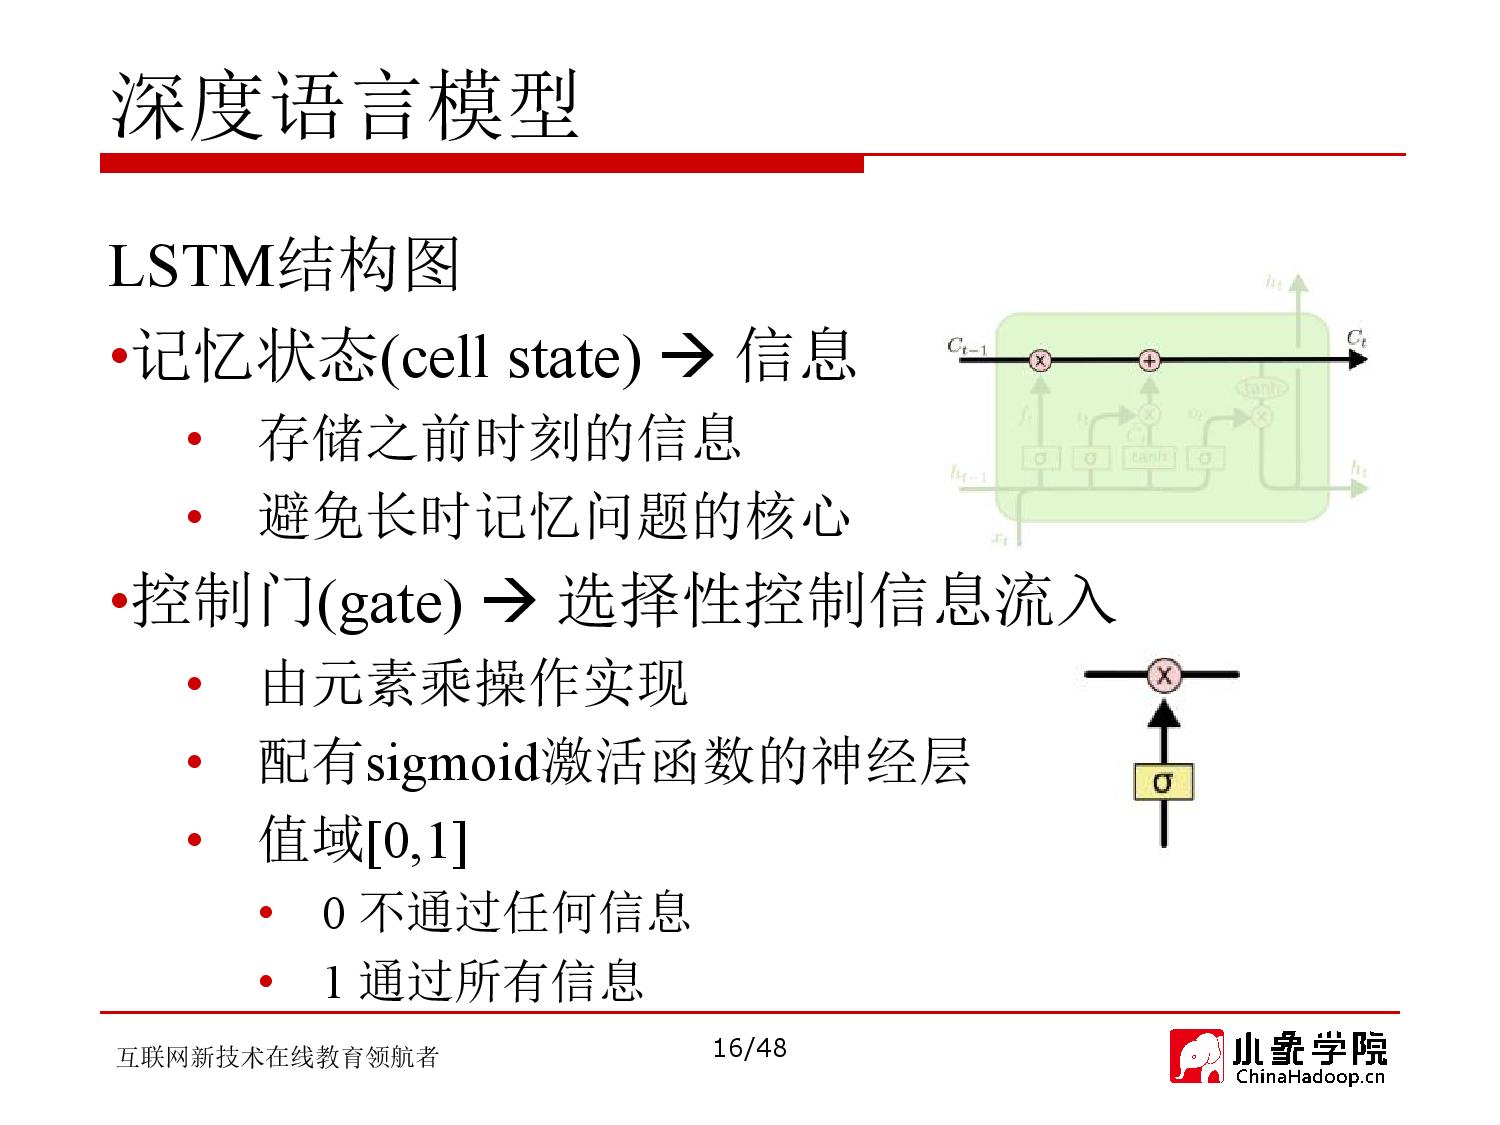 深度语言模型
LSTM结构图
•记忆状态(cell state) → 信息
• 存储之前时刻的信息
• 避免长时记忆问题的核心
•控制门(gate) → 选择性控制信息流入
• 由元素乘操作实现
• 配有sigmoid激活函数的神经层
• 值域[0,1]
• 0 不通过任何信息
• 1 通过所有信息
h_t
C_{t-1}
C_t
x
+
tanh
f_t
i_t
x
o_t
x
σ
σ
tanh
σ
h_{t-1}
h_t
x_t
x
σ
互联网新技术在线教育领航者
16/48
小象学院
ChinaHadoop.cn